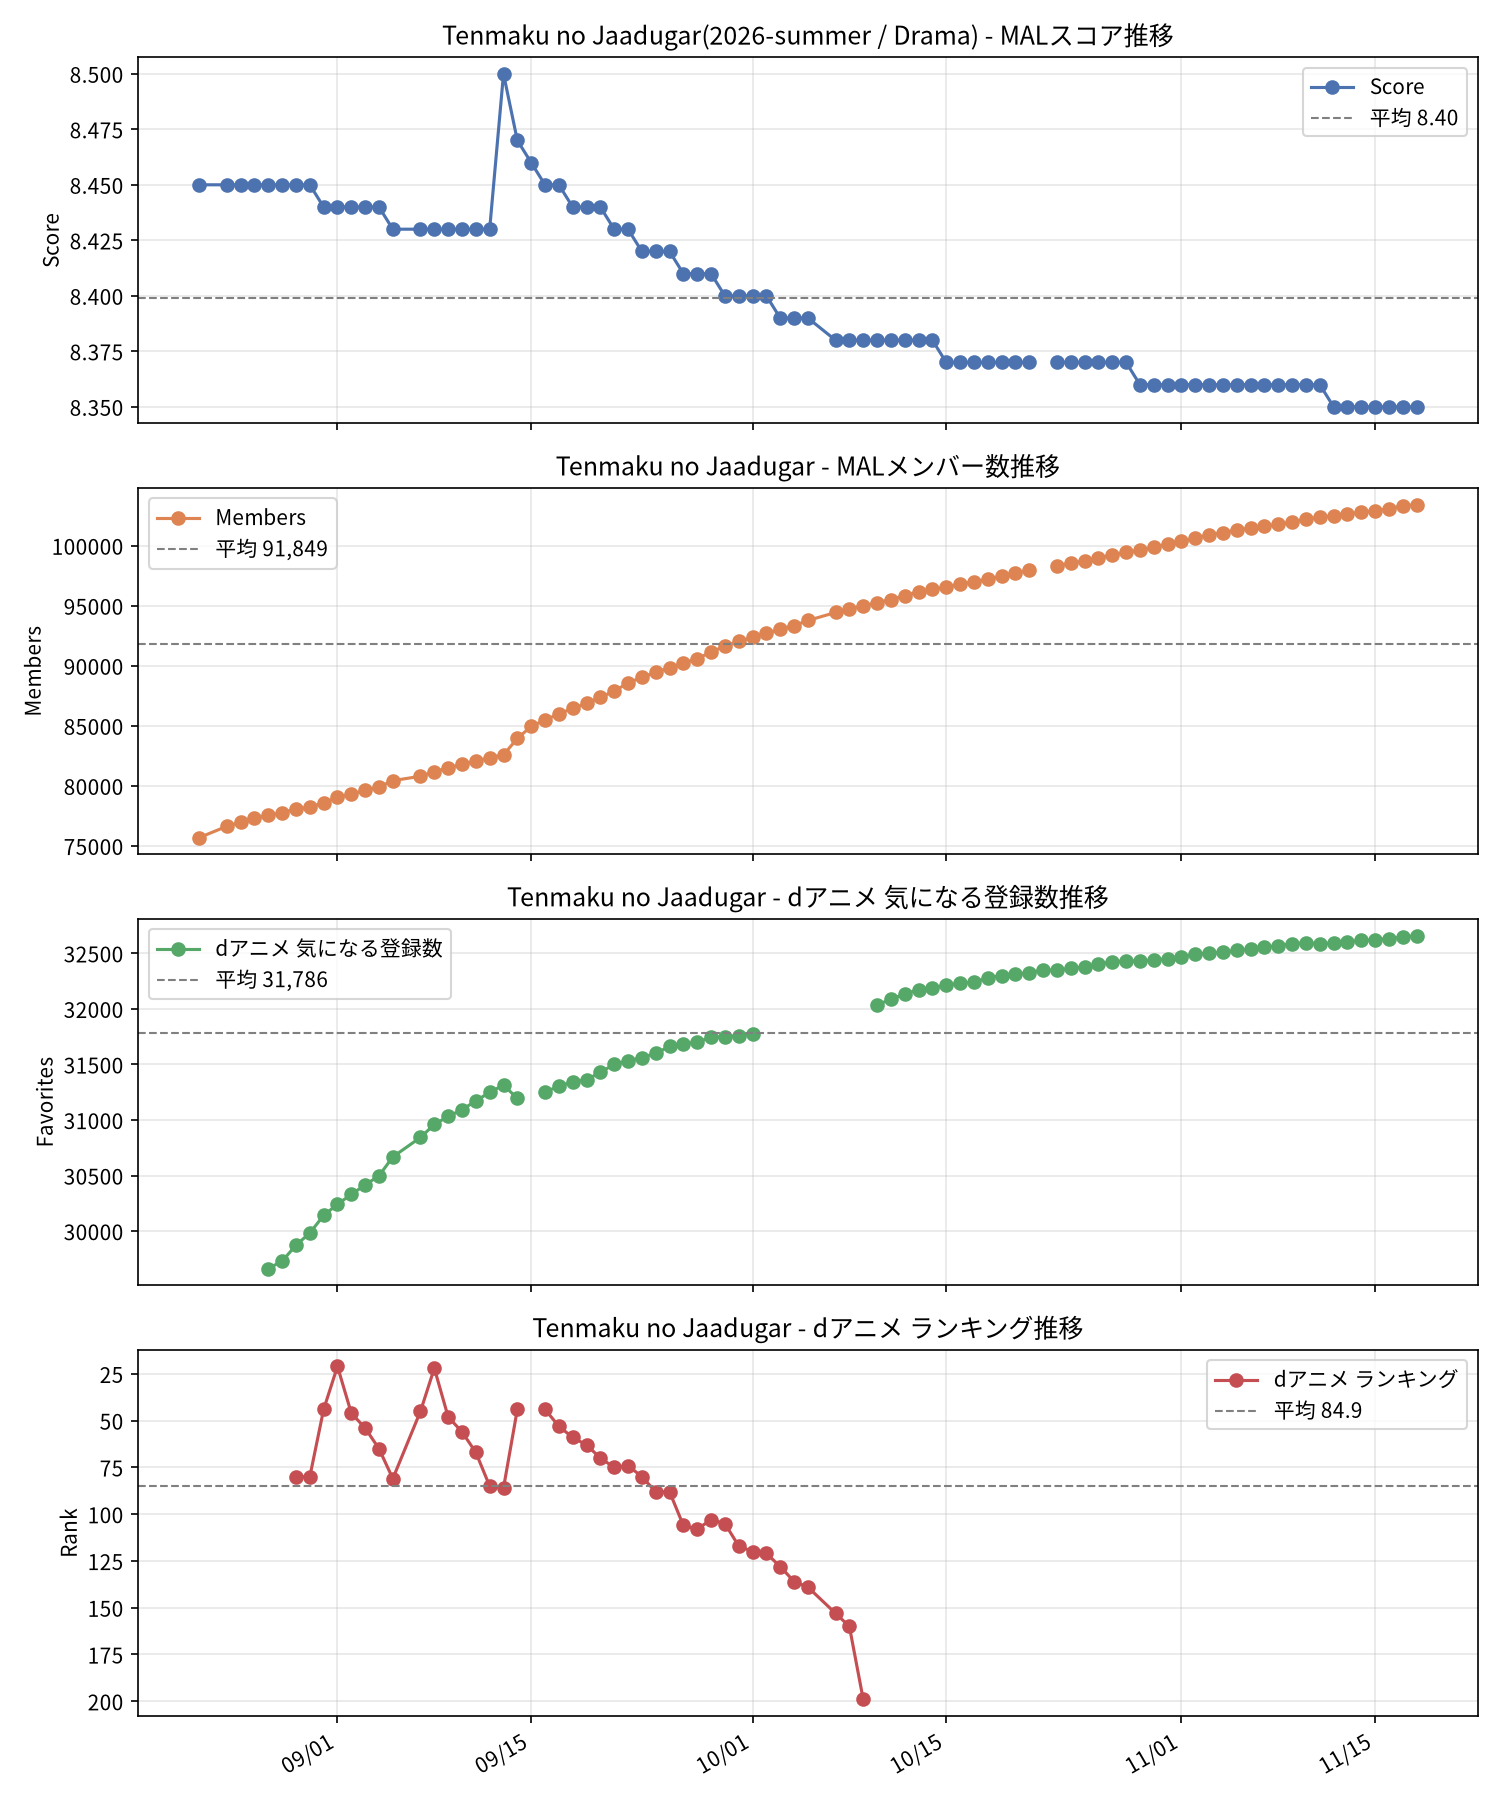 Tenmaku no Jaadugar(2026-summer / Drama) - MALスコア推移
Score
平均 8.40
Score
8.500
8.475
8.450
8.425
8.400
8.375
8.350
Tenmaku no Jaadugar - MALメンバー数推移
Members
平均 91,849
Members
100000
95000
90000
85000
80000
75000
Tenmaku no Jaadugar - dアニメ 気になる登録数推移
dアニメ 気になる登録数
平均 31,786
Favorites
32500
32000
31500
31000
30500
30000
Tenmaku no Jaadugar - dアニメ ランキング推移
dアニメ ランキング
平均 84.9
Rank
25
50
75
100
125
150
175
200
09/01
09/15
10/01
10/15
11/01
11/15